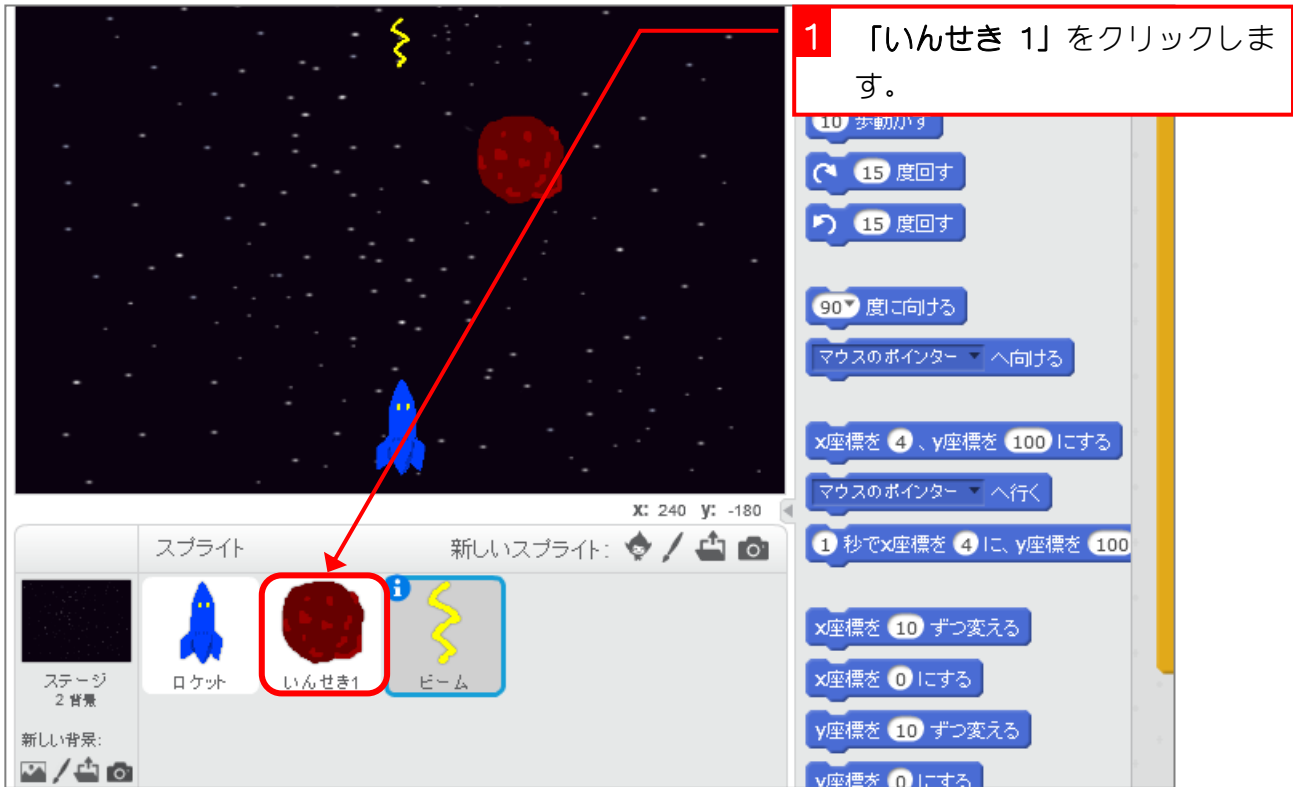 1 「いんせき 1」をクリックしま
す。
10 歩動かす
15 度回す
15 度回す
90 度に向ける
マウスのポインター へ向ける
x座標を 4 、y座標を 100 にする
マウスのポインター へ行く
1 秒でx座標を 4 に、y座標を 100
x座標を 10 ずつ変える
x座標を 0 にする
y座標を 10 ずつ変える
y座標を 0 にする
x: 240 y: -180
スプライト 新しいスプライト:
ステージ
2 背景
新しい背景:
ロケット いんせき1 ビーム